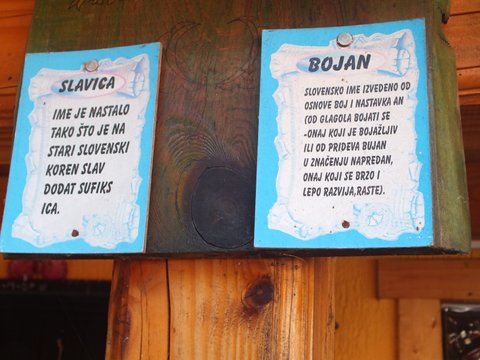 SLAVICA
IME JE NASTALO
TAKO ŠTO JE NA
STARI SLOVENSKI
KOREN SLAV
DODAT SUFIKS
ICA.
BOJAN
SLOVENSKO IME IZVEDENO OD
OSNOVE BOJ I NASTAVKA AN
(OD GLAGOLA BOJATI SE
-ONAJ KOJI JE BOJAŽLJIV
ILI OD PRIDEVA BUJAN
U ZNAČENJU NAPREDAN,
ONAJ KOJI SE BRZO I
LEPO RAZVIJA,RASTE).